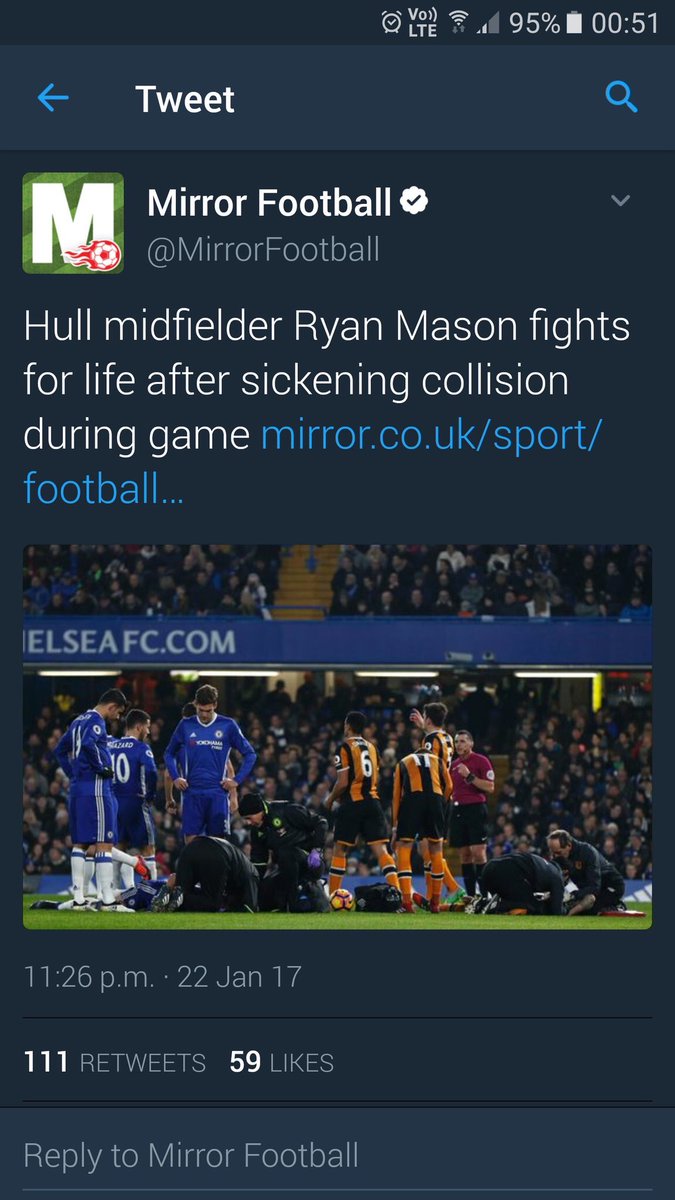 Vo)) LTE 95% 00:51
Tweet
M
Mirror Football
@MirrorFootball
Hull midfielder Ryan Mason fights
for life after sickening collision
during game mirror.co.uk/sport/
football…
ELSEAFC.COM
HAZARD
10
YOKOHAMA
6
11
11:26 p.m. · 22 Jan 17
111 RETWEETS 59 LIKES
Reply to Mirror Football